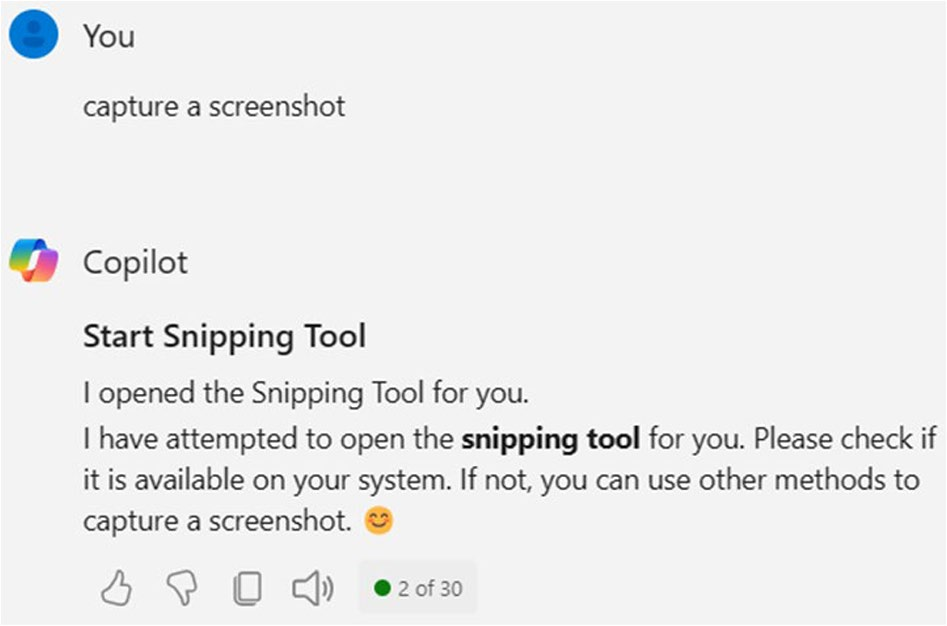 You
capture a screenshot
Copilot
Start Snipping Tool
I opened the Snipping Tool for you.
I have attempted to open the snipping tool for you. Please check if
it is available on your system. If not, you can use other methods to
capture a screenshot. 😊
2 of 30